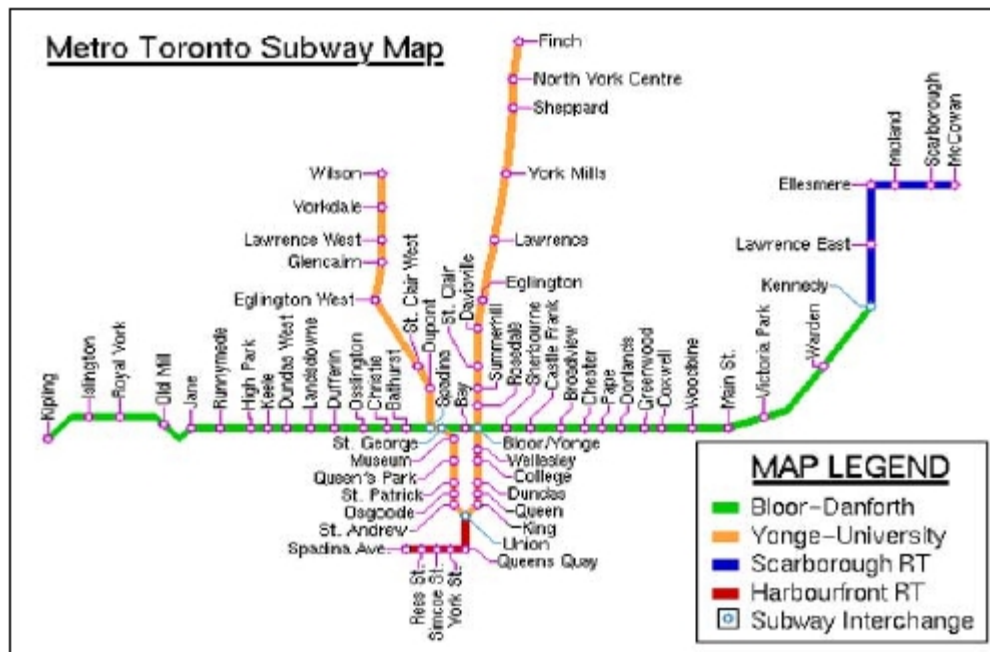 Metro Toronto Subway Map
Finch
North York Centre
Sheppard
York Mills
Lawrence
Eglington
Wilson
Yorkdale
Lawrence West
Glencairn
Eglington West
St. Clair West
Dupont
Spadina
St. Clair
Davisville
Bay
Summerhill
Rosedale
Sherbourne
Castle Frank
Broadview
Chester
Pape
Donlands
Greenwood
Coxwell
Woodbine
Main St.
Victoria Park
Warden
Kennedy
Lawrence East
Ellesmere
Midland
Scarborough
McCowan
Kipling
Islington
Royal York
Old Mill
Jane
Runnymede
High Park
Keele
Dundas West
Landsdowne
Dufferin
Ossington
Christie
Bathurst
St. George
Museum
Queen's Park
St. Patrick
Osgoode
St. Andrew
Spadina Ave.
Bloor/Yonge
Wellesley
College
Dundas
Queen
King
Union
Queens Quay
Rees St.
Simcoe St.
York St.
MAP LEGEND
Bloor-Danforth
Yonge-University
Scarborough RT
Harbourfront RT
Subway Interchange